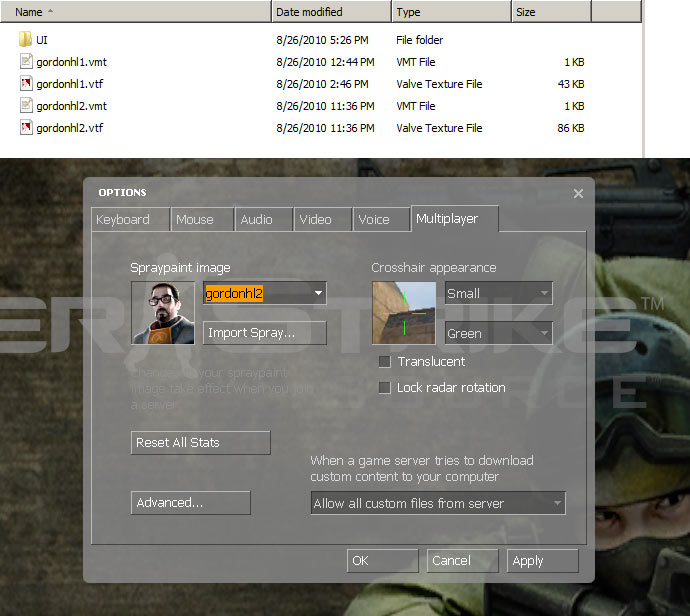 Name Date modified Type Size
UI 8/26/2010 5:26 PM File folder
gordonhl1.vmt 8/26/2010 12:44 PM VMT File 1 KB
gordonhl1.vtf 8/26/2010 2:46 PM Valve Texture File 43 KB
gordonhl2.vmt 8/26/2010 11:36 PM VMT File 1 KB
gordonhl2.vtf 8/26/2010 11:36 PM Valve Texture File 86 KB
OPTIONS
Keyboard Mouse Audio Video Voice Multiplayer
Spraypaint image
gordonhl2
Import Spray...
your spraypaint
image take effect when you join
a server
Reset All Stats
Advanced...
Crosshair appearance
Small
Green
Translucent
Lock radar rotation
When a game server tries to download
custom content to your computer
Allow all custom files from server
OK Cancel Apply
ER STRIKE™